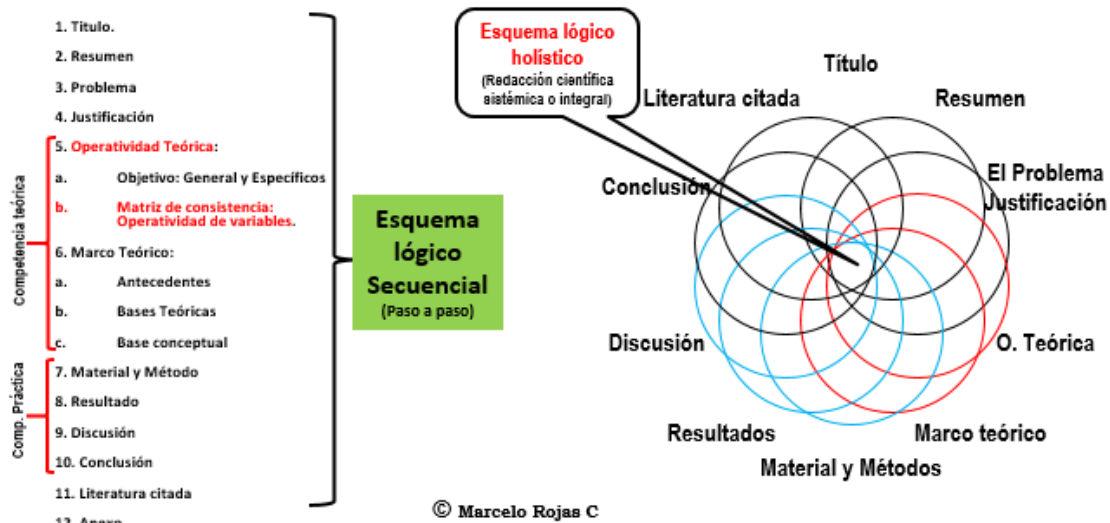 1. Titulo.
2. Resumen
3. Problema
4. Justificación
5. Operatividad Teórica:
a. Objetivo: General y Específicos
b. Matriz de consistencia:
Operatividad de variables.
6. Marco Teórico:
a. Antecedentes
b. Bases Teóricas
c. Base conceptual
7. Material y Método
8. Resultado
9. Discusión
10. Conclusión
11. Literatura citada
12. Anexo
Competencia teórica
Comp. Práctica
Esquema
lógico
Secuencial
(Paso a paso)
Esquema lógico
holístico
(Redacción científica
sistémica o integral)
Título
Literatura citada
Resumen
Conclusión
El Problema
Justificación
Discusión
O. Teórica
Resultados
Marco teórico
Material y Métodos
© Marcelo Rojas C